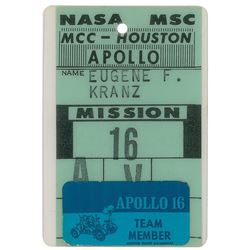 NASA MSC
MCC - HOUSTON
APOLLO
NAME EUGENE F.
KRANZ
MISSION
16
A V
APOLLO 16
TEAM
MEMBER